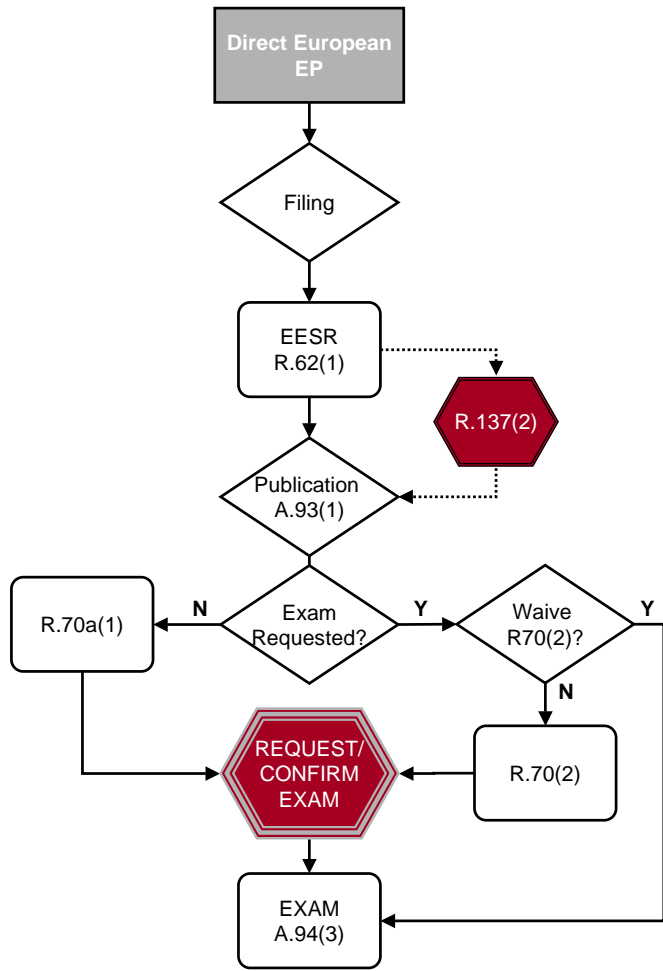 Direct European
EP
Filing
EESR
R.62(1)
R.137(2)
Publication
A.93(1)
R.70a(1)
N
Exam
Requested?
Y
Waive
R70(2)?
Y
N
REQUEST/
CONFIRM
EXAM
R.70(2)
EXAM
A.94(3)